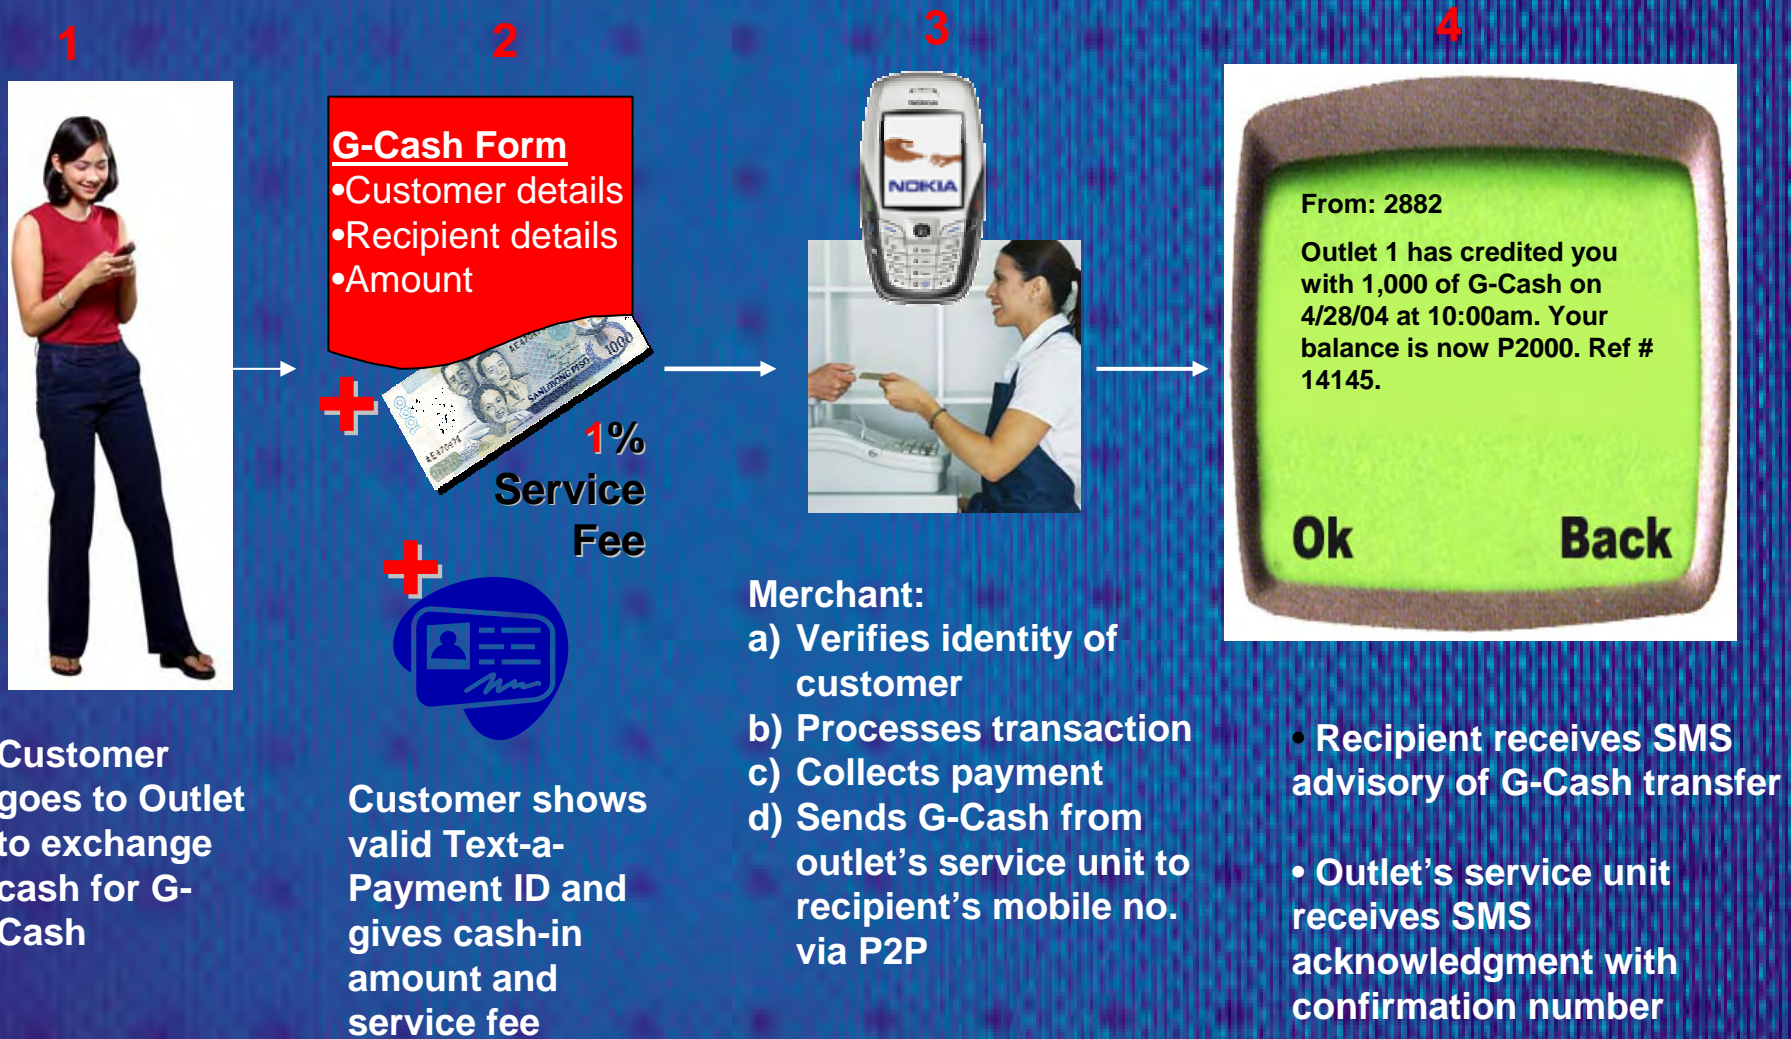 1
Customer
goes to Outlet
to exchange
cash for G-
Cash
2
G-Cash Form
•Customer details
•Recipient details
•Amount
1000
SANLIBONG PISO
1%
Service
Fee
Customer shows
valid Text-a-
Payment ID and
gives cash-in
amount and
service fee
3
NOKIA
Merchant:
a) Verifies identity of
customer
b) Processes transaction
c) Collects payment
d) Sends G-Cash from
outlet's service unit to
recipient's mobile no.
via P2P
4
From: 2882
Outlet 1 has credited you
with 1,000 of G-Cash on
4/28/04 at 10:00am. Your
balance is now P2000. Ref #
14145.
Ok Back
• Recipient receives SMS
advisory of G-Cash transfer
• Outlet's service unit
receives SMS
acknowledgment with
confirmation number